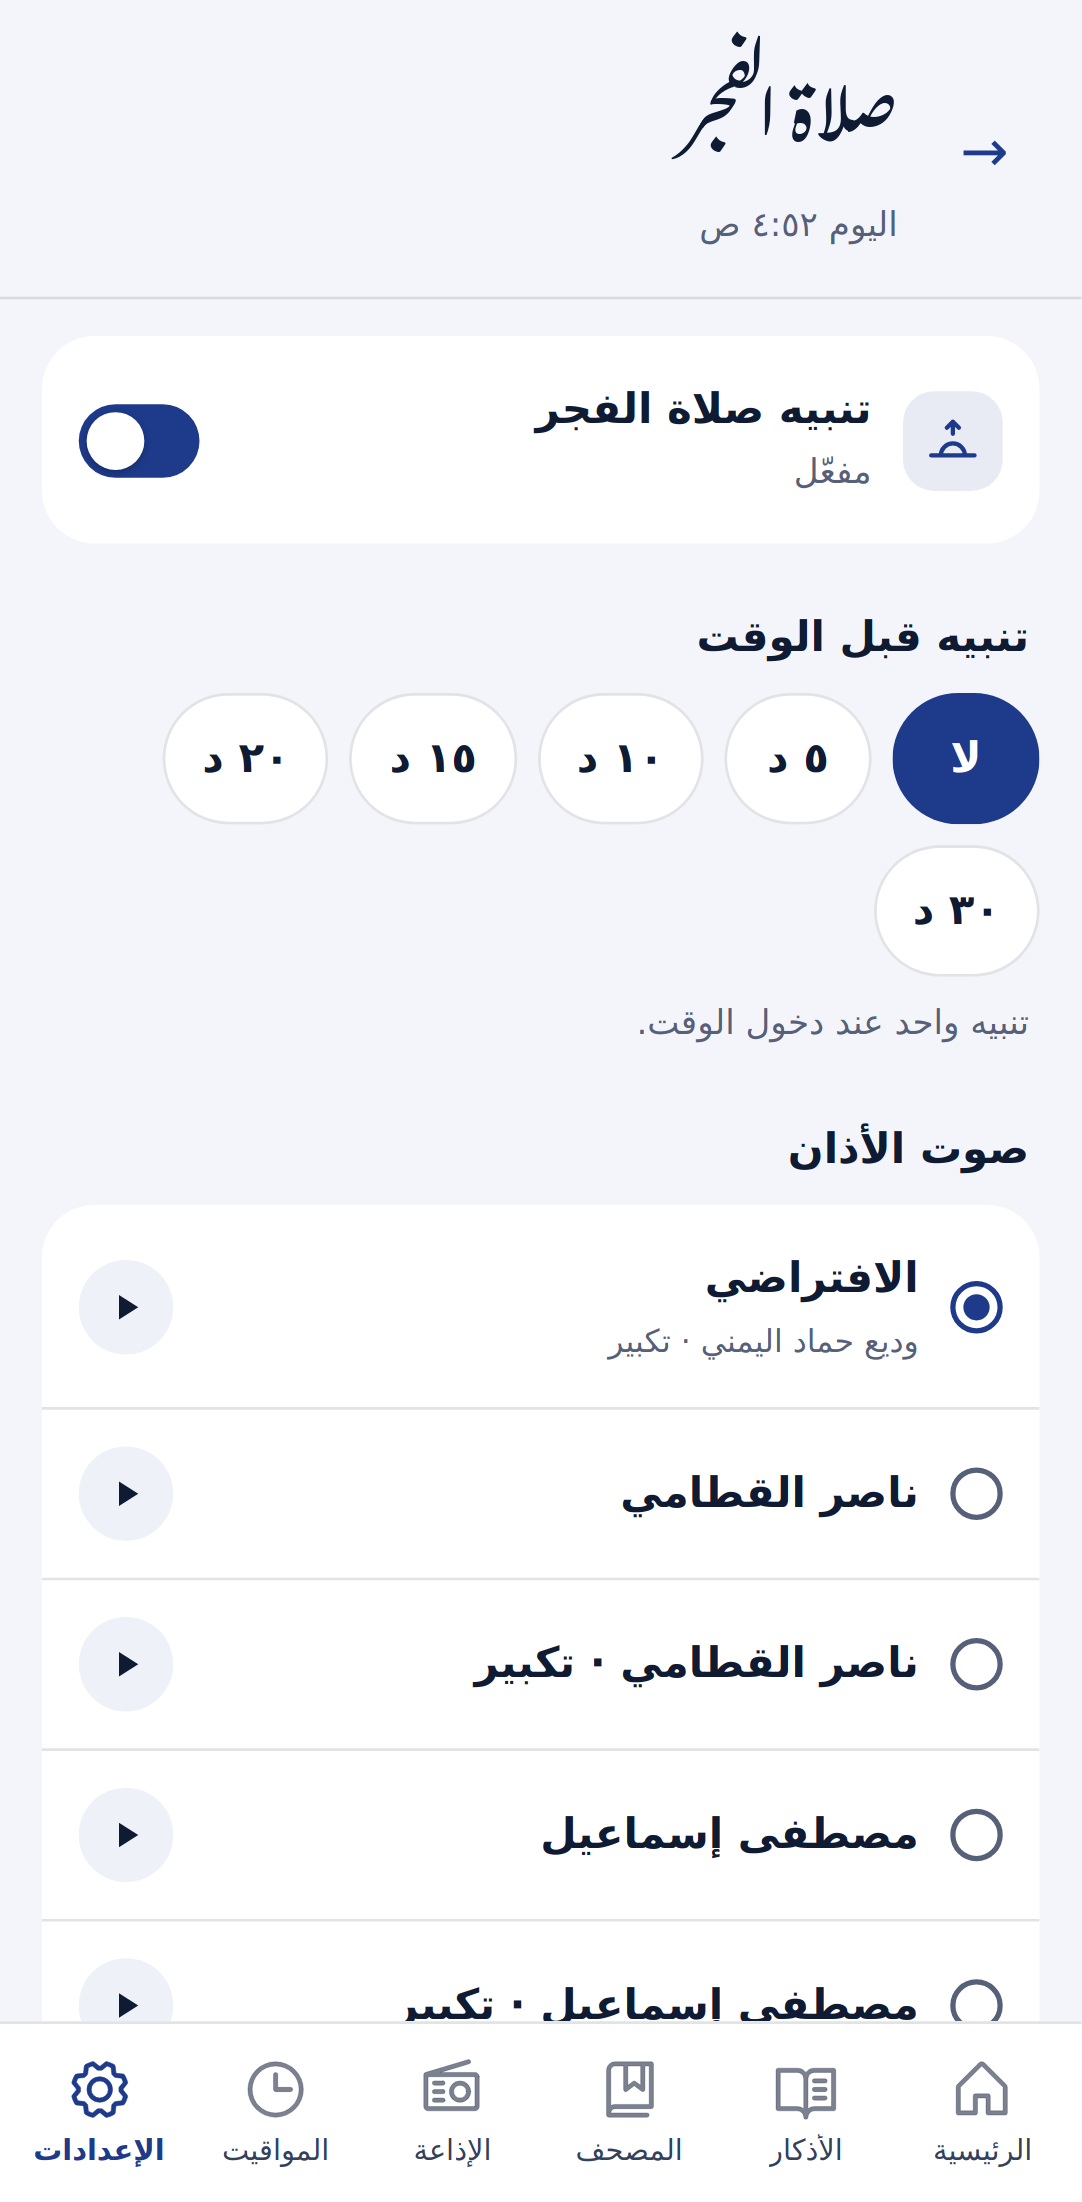 صلاة الفجر
اليوم ٤:٥٢ ص
تنبيه صلاة الفجر
مفعّل
تنبيه قبل الوقت
لا
٥ د
١٠ د
١٥ د
٢٠ د
٣٠ د
تنبيه واحد عند دخول الوقت.
صوت الأذان
الافتراضي
وديع حماد اليمني · تكبير
ناصر القطامي
ناصر القطامي · تكبير
مصطفى إسماعيل
مصطفى إسماعيل · تكبير
الرئيسية
الأذكار
المصحف
الإذاعة
المواقيت
الإعدادات